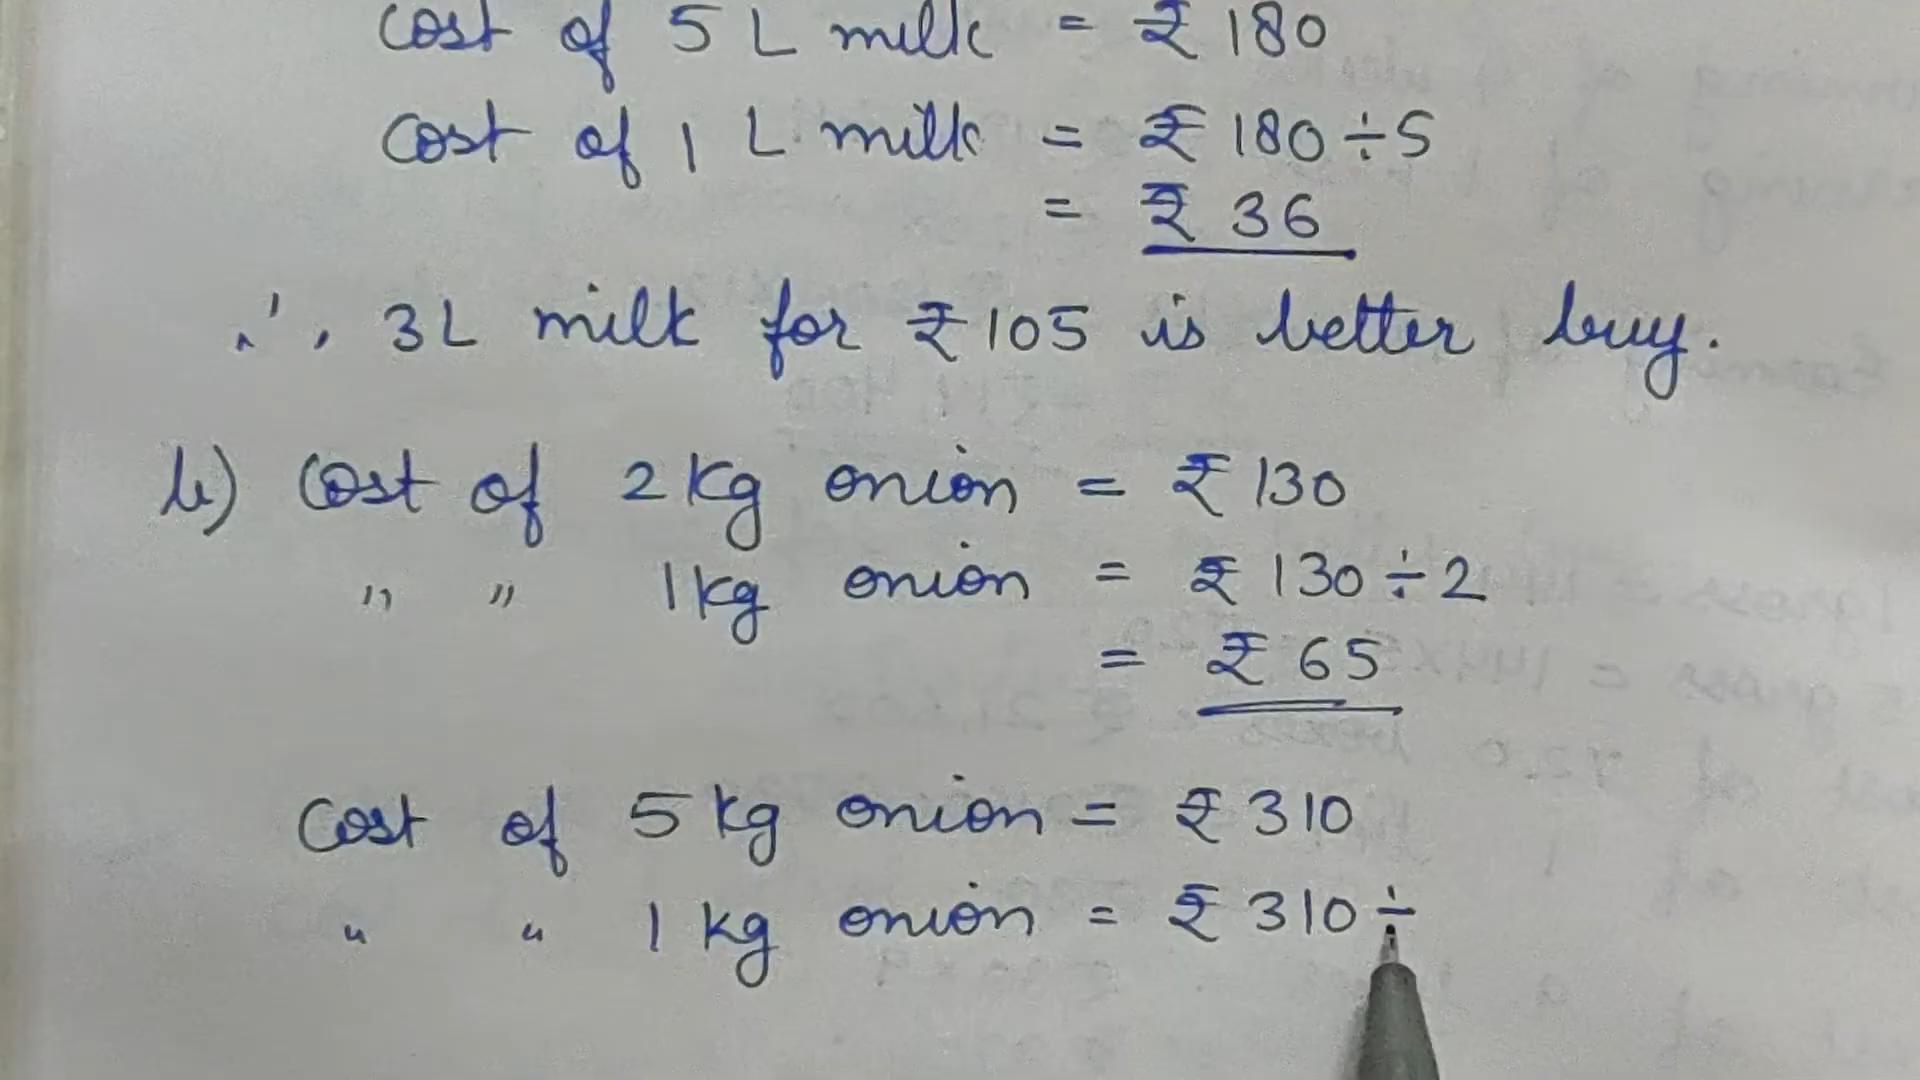 cost of 5 L milk = ₹ 180
cost of 1 L milk = ₹ 180 ÷ 5
= ₹ 36
∴, 3L milk for ₹ 105 is better buy.
b) cost of 2 kg onion = ₹ 130
" " 1 kg onion = ₹ 130 ÷ 2
= ₹ 65
cost of 5 kg onion = ₹ 310
" " 1 kg onion = ₹ 310 ÷